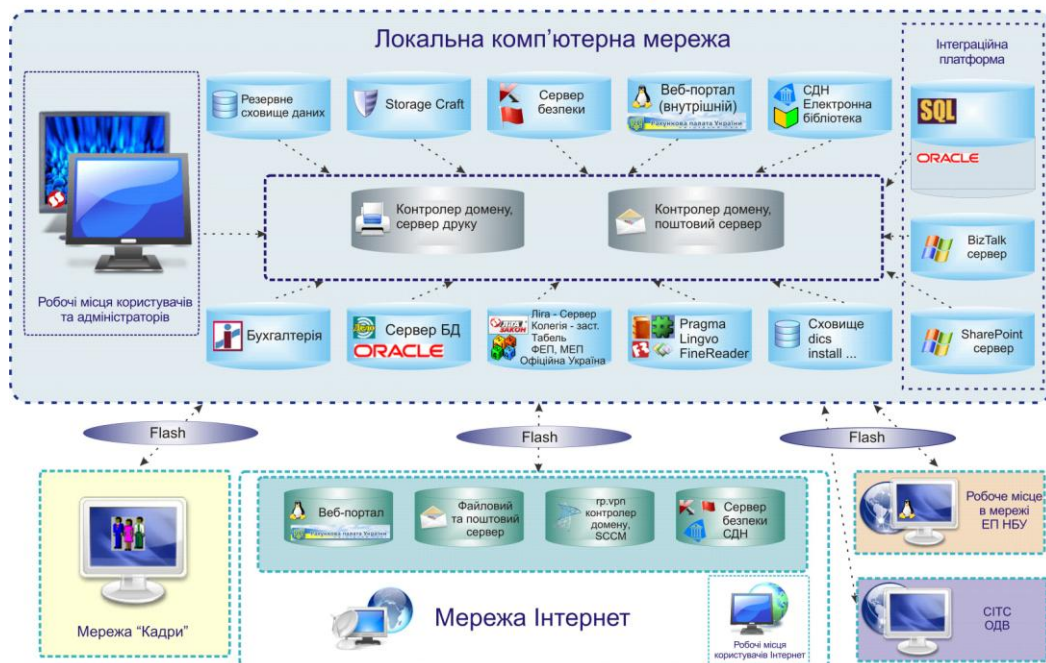 Локальна комп'ютерна мережа
Інтеграційна
платформа
Резервне
сховище даних
Storage Craft
Сервер
безпеки
Веб-портал
(внутрішній)
Рахункова палата України
СДН
Електронна
бібліотека
SQL
ORACLE
Контролер домену,
сервер друку
Контролер домену,
поштовий сервер
BizTalk
сервер
Робочі місця користувачів
та адміністраторів
Бухгалтерія
Дело
Сервер БД
ORACLE
ЛІГА
ЗАКОН
Ліга - Сервер
Колегія - заст.
Табель
ФЕП, МЕП
Офіційна Україна
Pragma
Lingvo
FineReader
Сховище
dics
install ...
SharePoint
сервер
Flash
Flash
Flash
Веб-портал
Рахункова палата України
Файловий
та поштовий
сервер
rp.vpn
контролер
домену,
SCCM
Сервер
безпеки
СДН
Робоче місце
в мережі
ЕП НБУ
Мережа "Кадри"
Мережа Інтернет
Робочі місця
користувачів Інтернет
СІТС
ОДВ